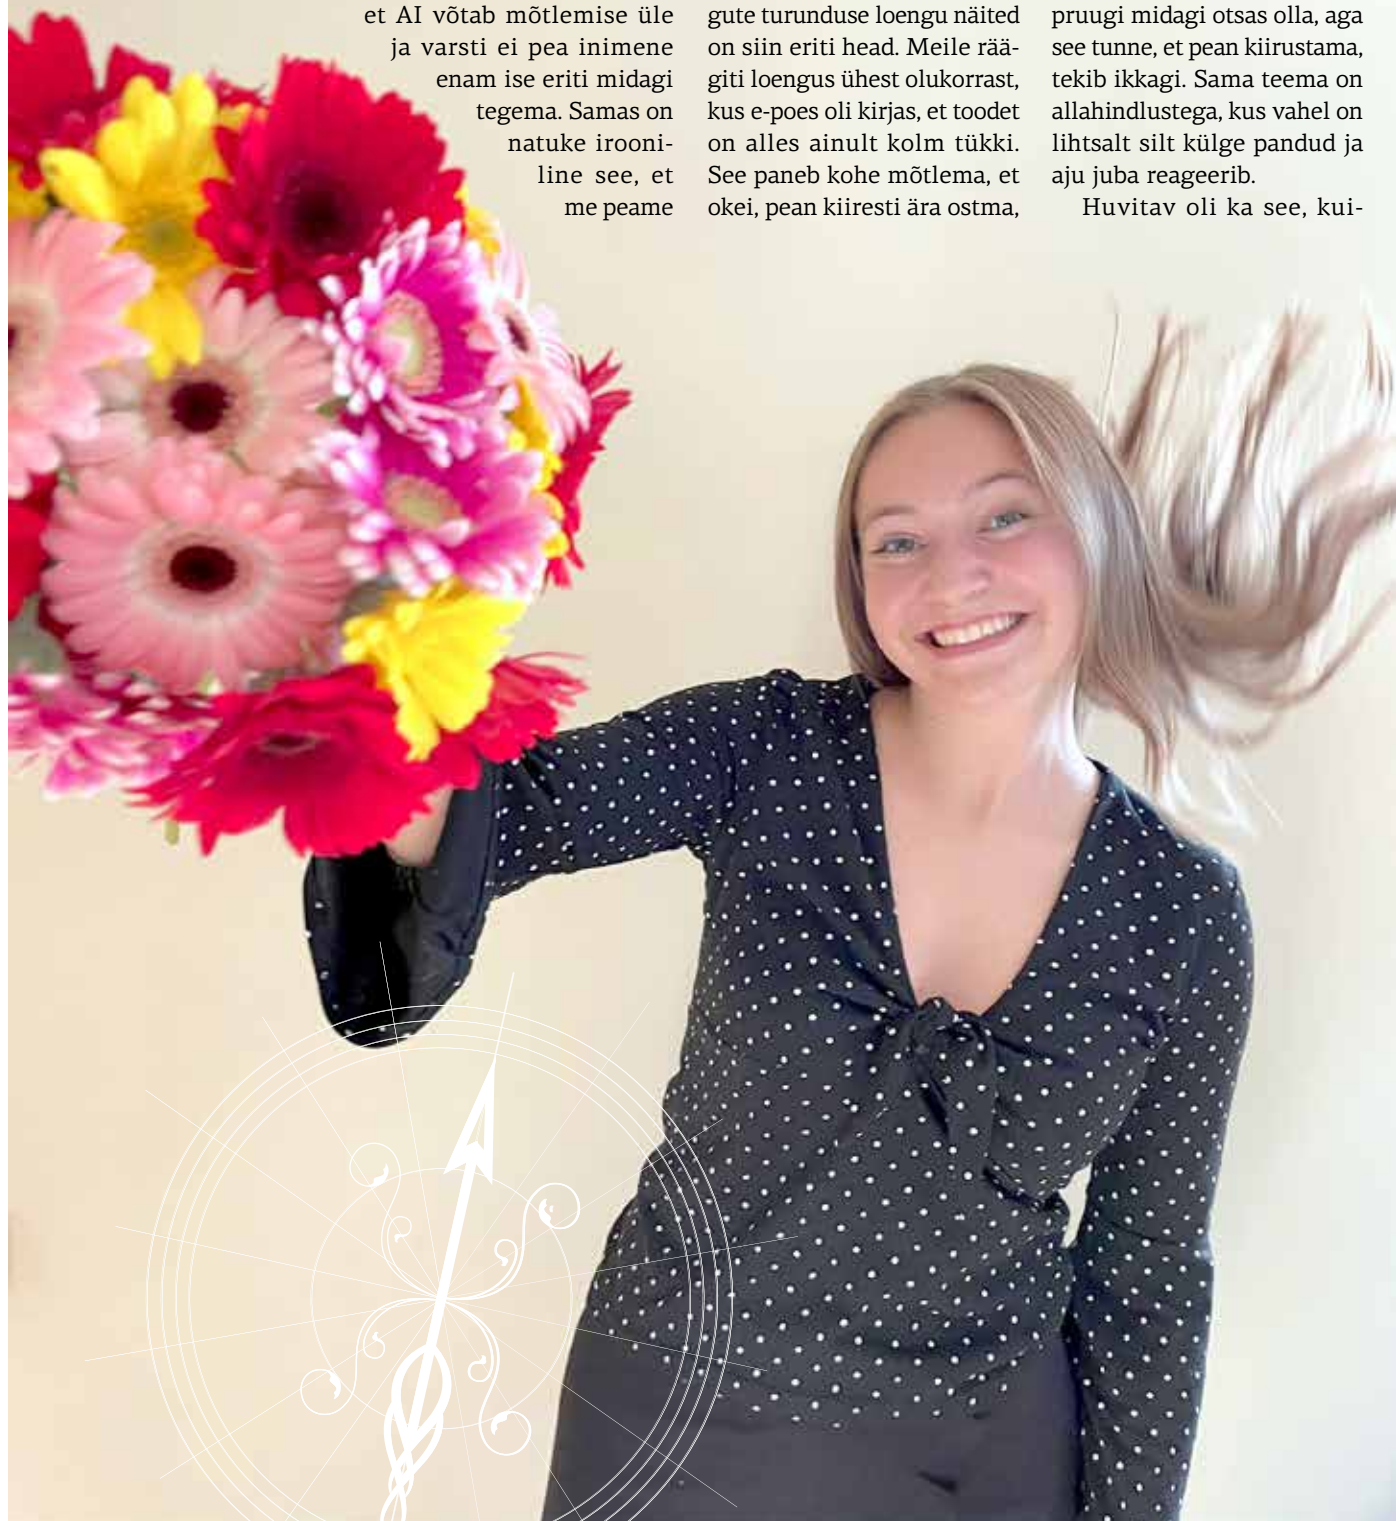 et AI võtab mõtlemise üle
ja varsti ei pea inimene
enam ise eriti midagi
tegema. Samas on
natuke irooni-
line see, et
me peame
gute turunduse loengu näited
on siin eriti head. Meile rää-
giti loengus ühest olukorrast,
kus e-poes oli kirjas, et toodet
on alles ainult kolm tükki.
See paneb kohe mõtlema, et
okei, pean kiiresti ära ostma,
pruugi midagi otsas olla, aga
see tunne, et pean kiirustama,
tekib ikkagi. Sama teema on
allahindlustega, kus vahel on
lihtsalt silt külge pandud ja
aju juba reageerib.
Huvitav oli ka see, kui-